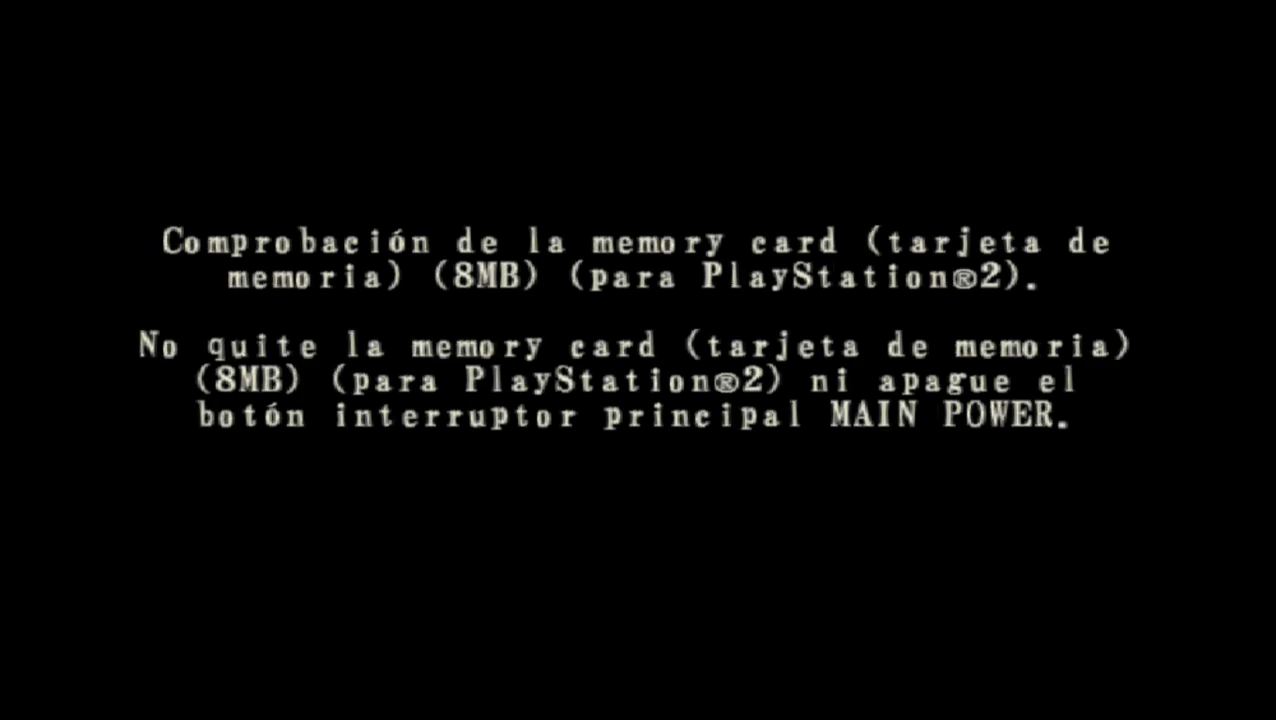 Comprobación de la memory card (tarjeta de
memoria) (8MB) (para PlayStation®2).
No quite la memory card (tarjeta de memoria)
(8MB) (para PlayStation®2) ni apague el
botón interruptor principal MAIN POWER.